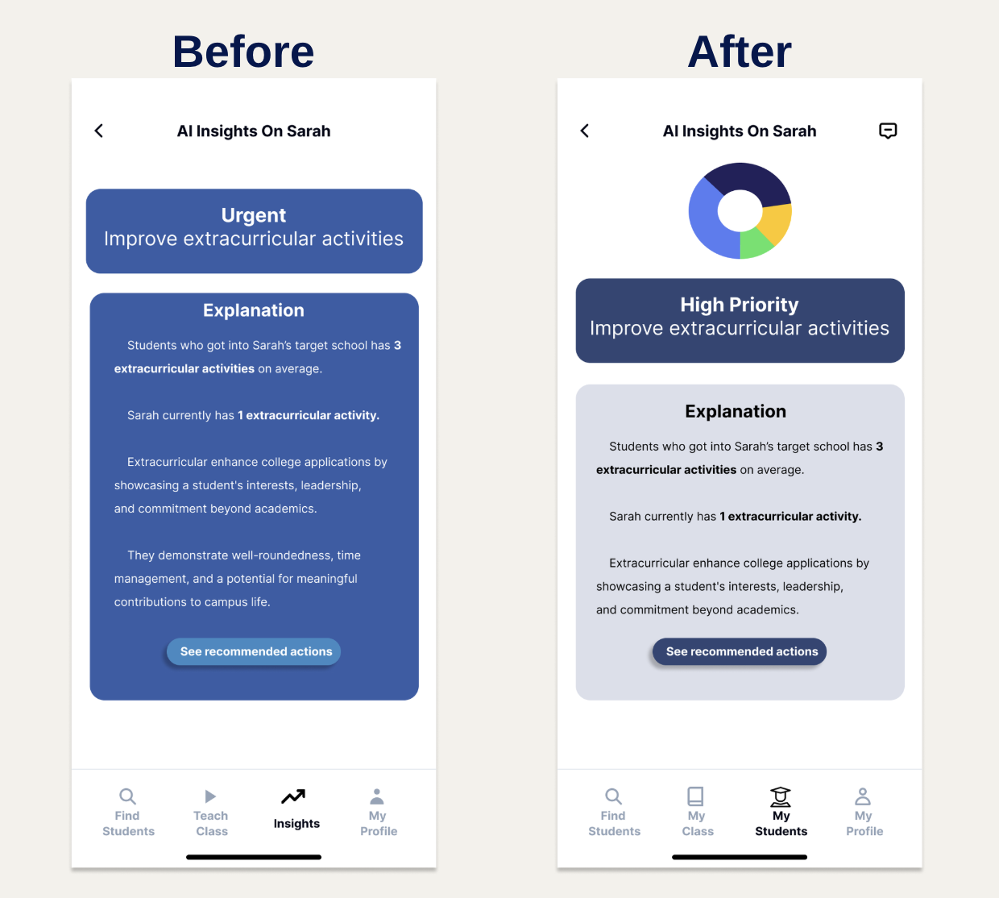 Before
AI Insights On Sarah
Urgent
Improve extracurricular activities
Explanation
Students who got into Sarah's target school has 3
extracurricular activities on average.
Sarah currently has 1 extracurricular activity.
Extracurricular enhance college applications by
showcasing a student's interests, leadership,
and commitment beyond academics.
They demonstrate well-roundedness, time
management, and a potential for meaningful
contributions to campus life.
See recommended actions
Find
Students
Teach
Class
Insights
My
Profile
After
AI Insights On Sarah
High Priority
Improve extracurricular activities
Explanation
Students who got into Sarah's target school has 3
extracurricular activities on average.
Sarah currently has 1 extracurricular activity.
Extracurricular enhance college applications by
showcasing a student's interests, leadership,
and commitment beyond academics.
See recommended actions
Find
Students
My
Class
My
Students
My
Profile